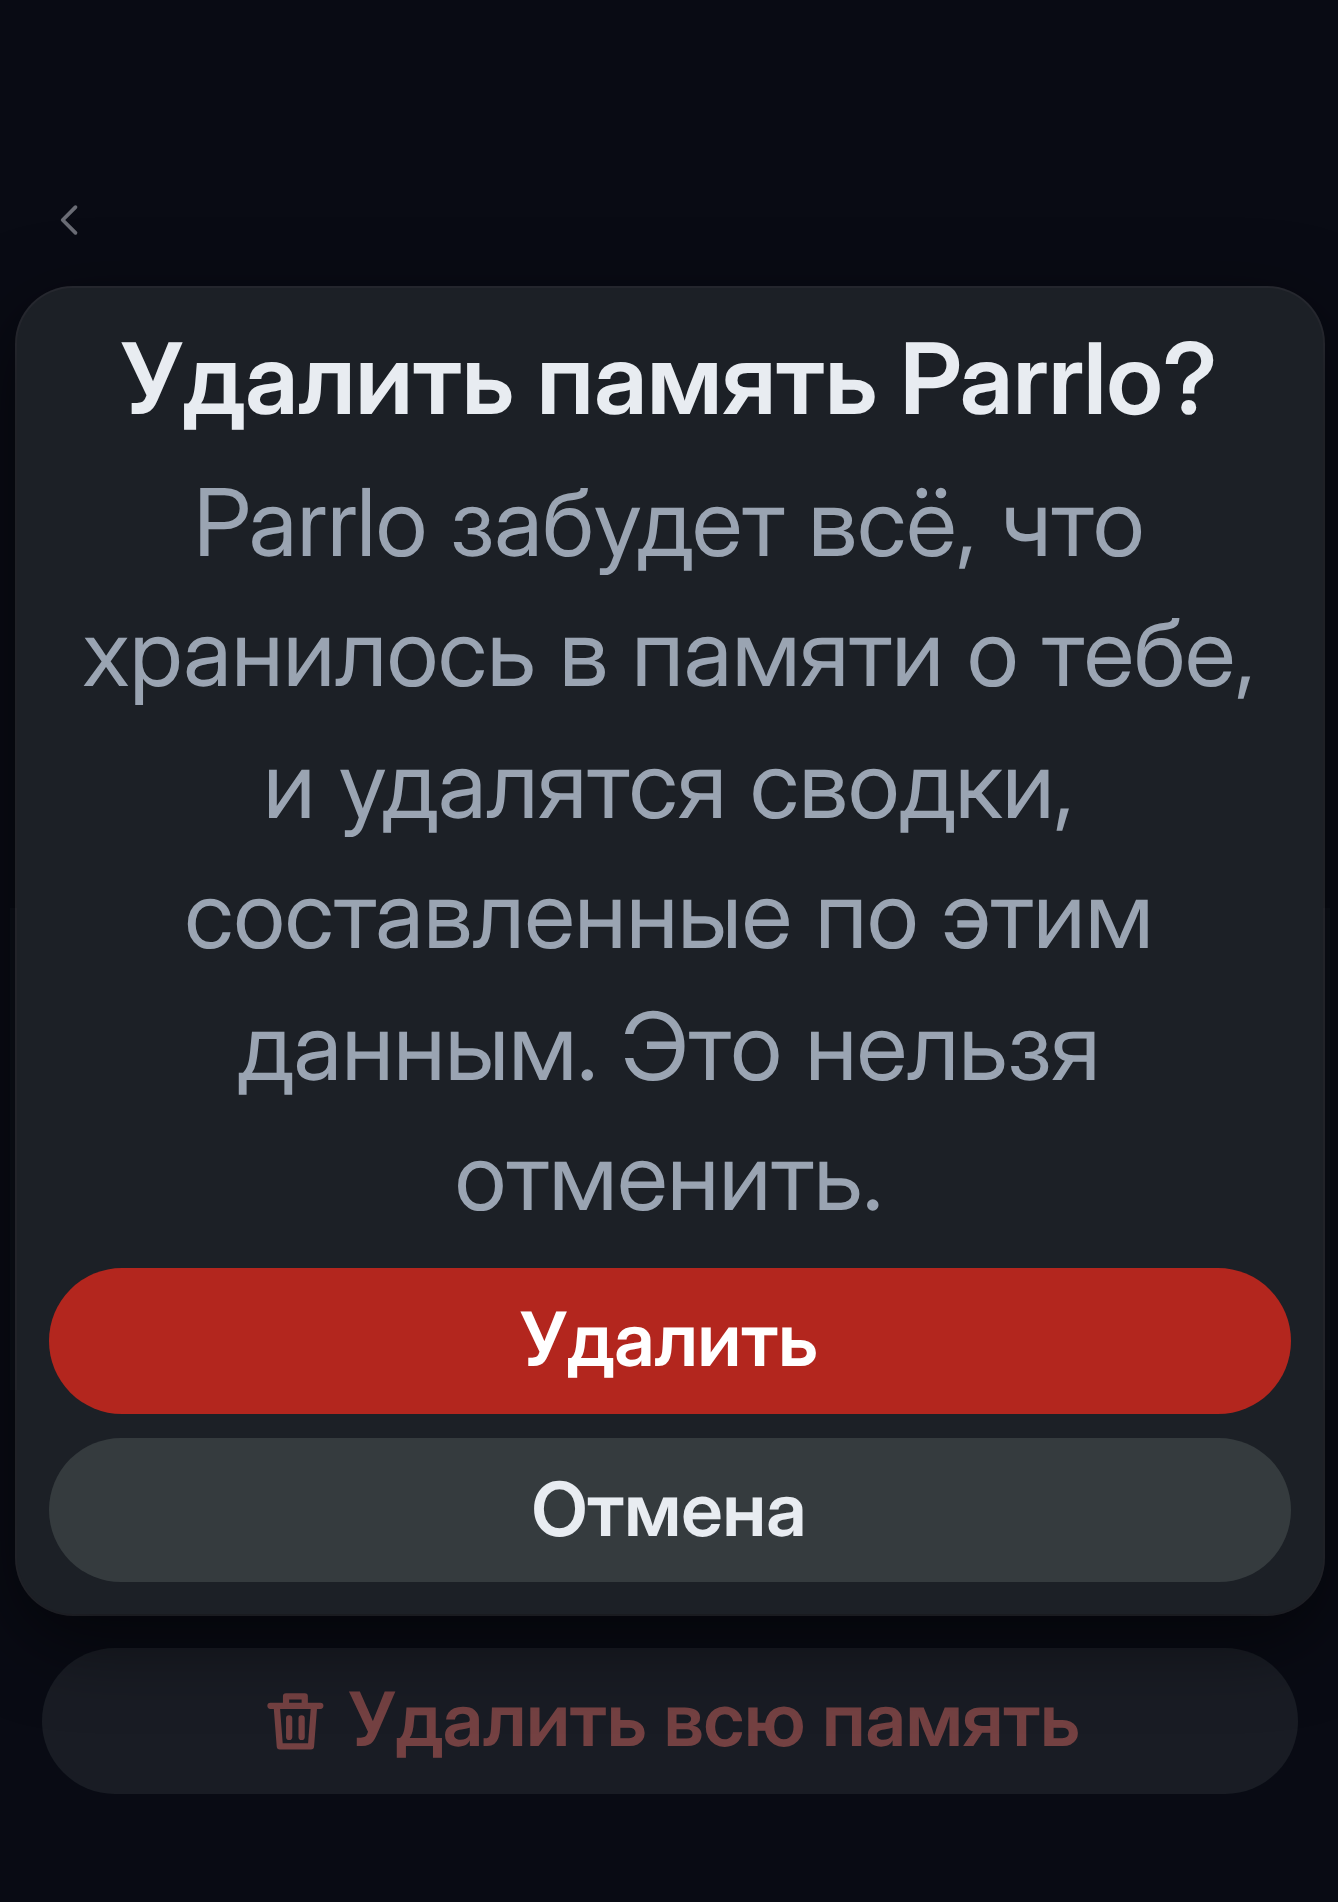 Удалить память Parrlo?
Parrlo забудет всё, что
хранилось в памяти о тебе,
и удалятся сводки,
составленные по этим
данным. Это нельзя
отменить.
Удалить
Отмена
Удалить всю память